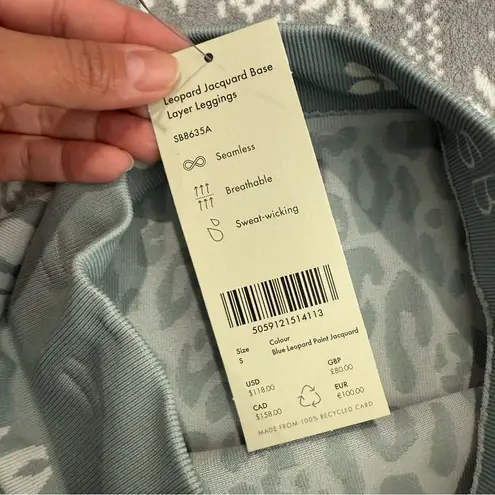 Leopard Jacquard Base
Layer Leggings
SB8635A
Seamless
Breathable
Sweat-wicking
5059121514113
Size Colour
S Blue Leopard Paint Jacquard
USD GBP
$118.00 £80.00
CAD EUR
$158.00 €100.00
MADE FROM 100% RECYCLED CARD